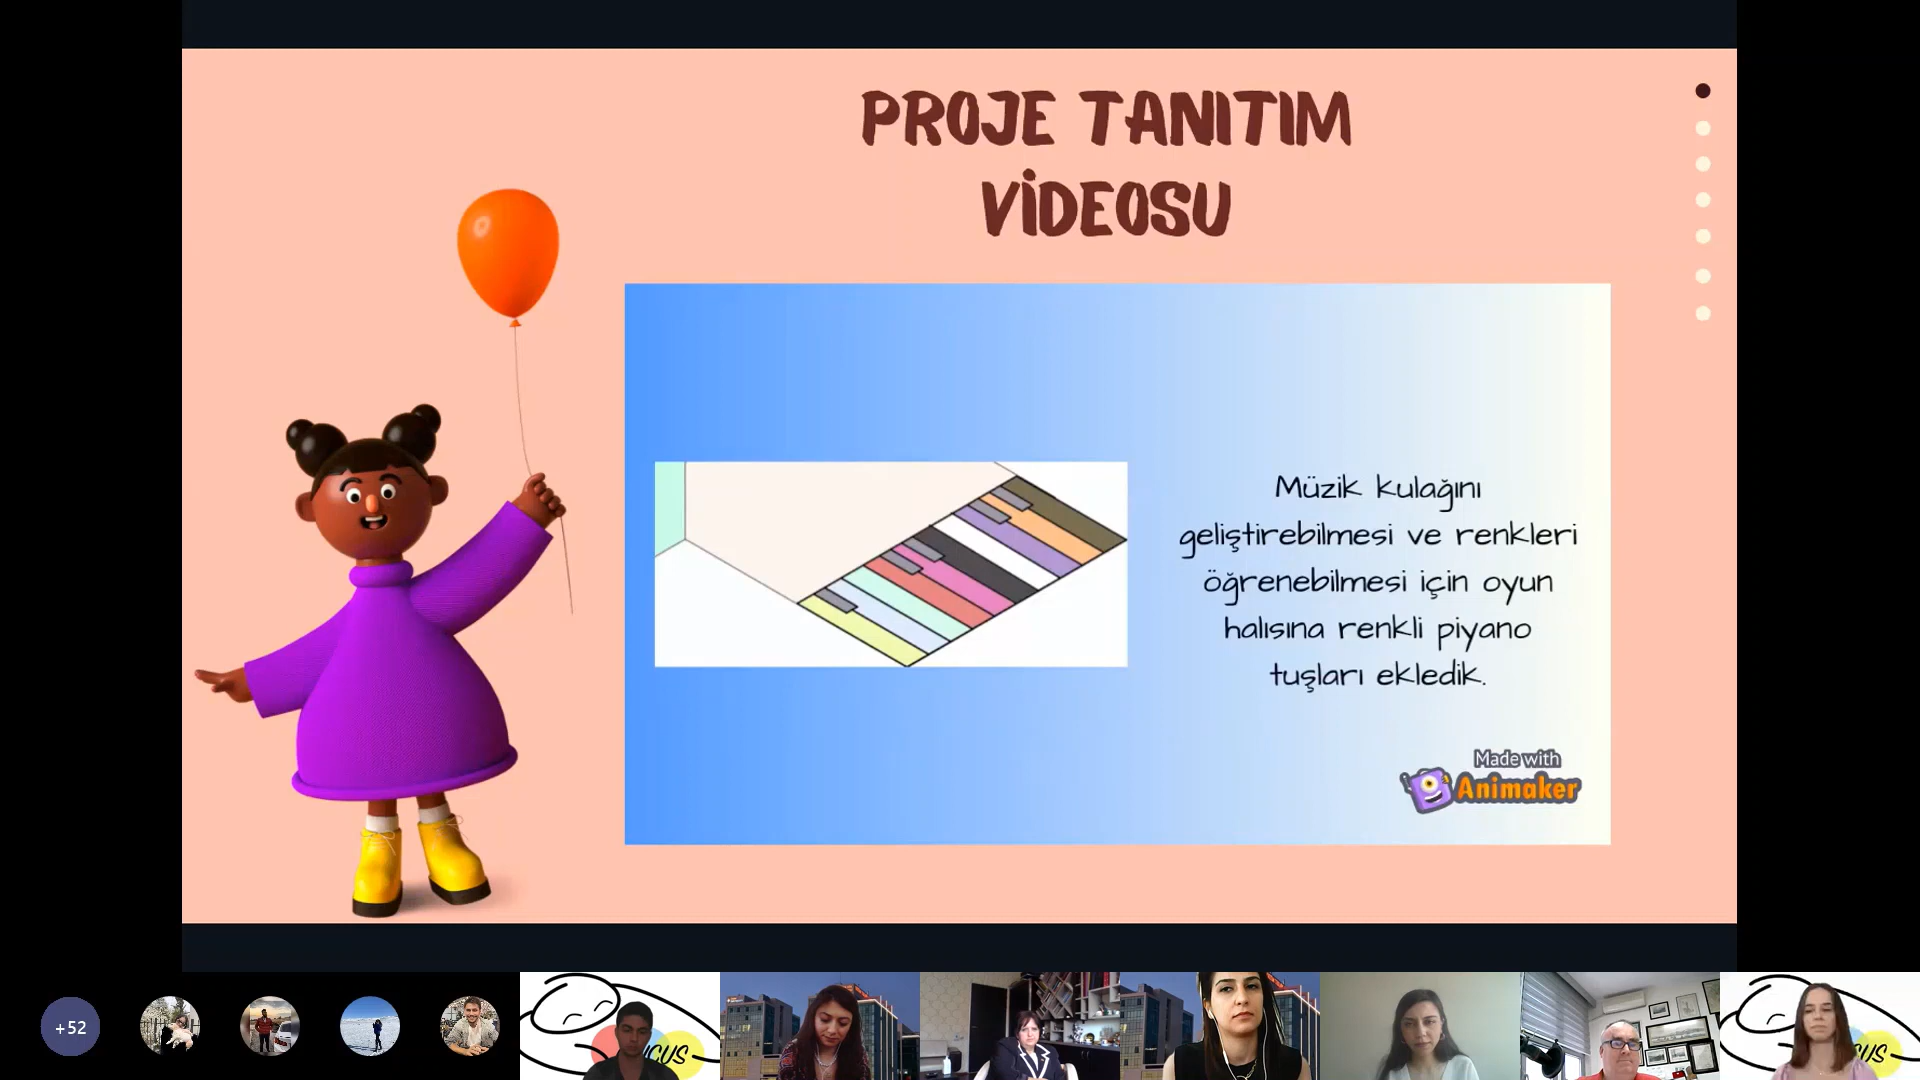 PROJE TANITIM
VİDEOSU
Müzik kulağını
geliştirebilmesi ve renkleri
öğrenebilmesi için oyun
halısına renkli piyano
tuşları ekledik.
Made with
Animaker
+52